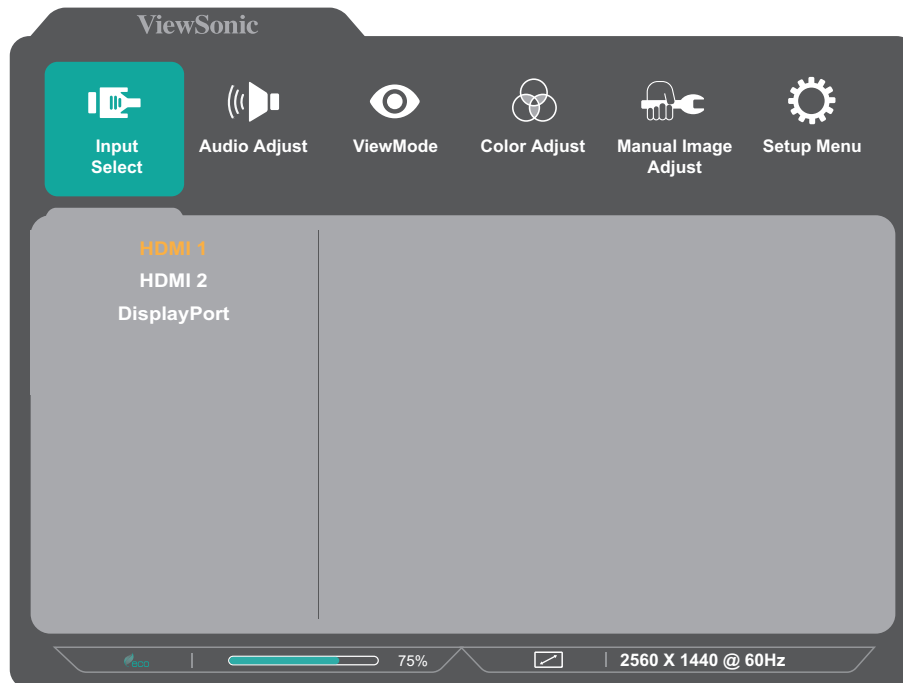 ViewSonic
Input
Select
Audio Adjust
ViewMode
Color Adjust
Manual Image
Adjust
Setup Menu
HDMI 1
HDMI 2
DisplayPort
eco
75%
2560 X 1440 @ 60Hz